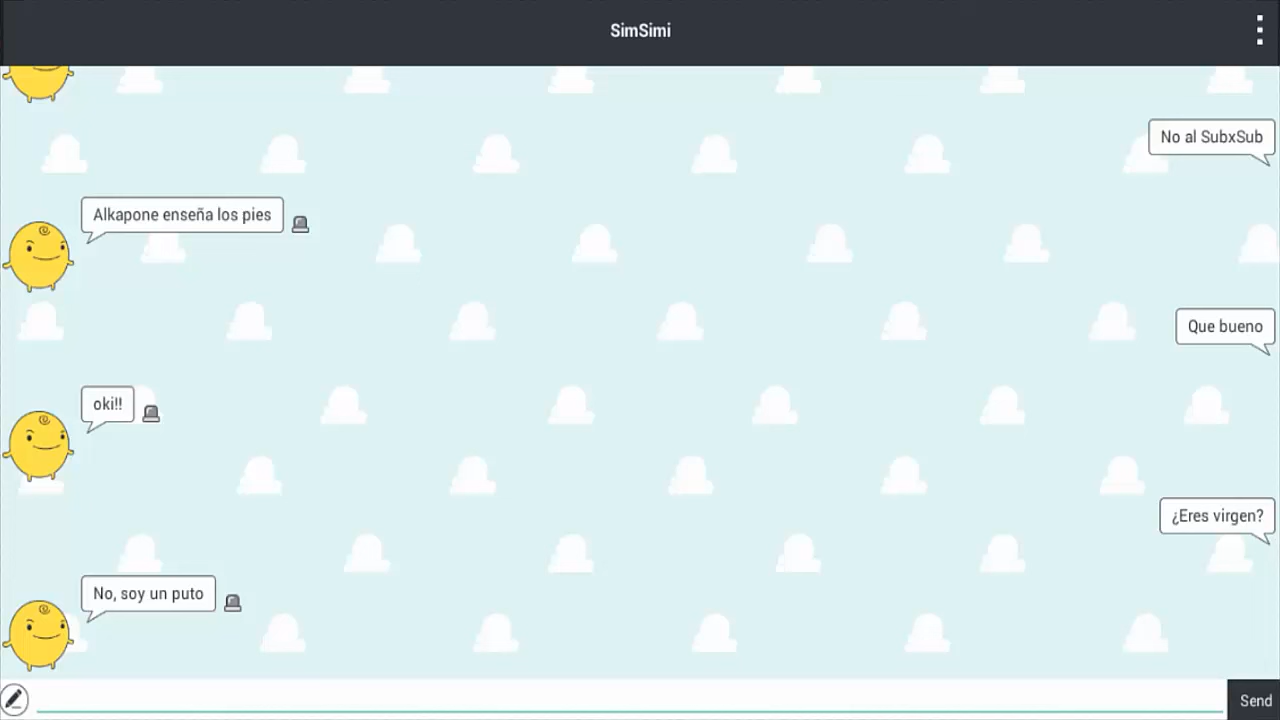 SimSimi
No al SubxSub
Alkapone enseña los pies
Que bueno
oki!!
¿Eres virgen?
No, soy un puto
Send